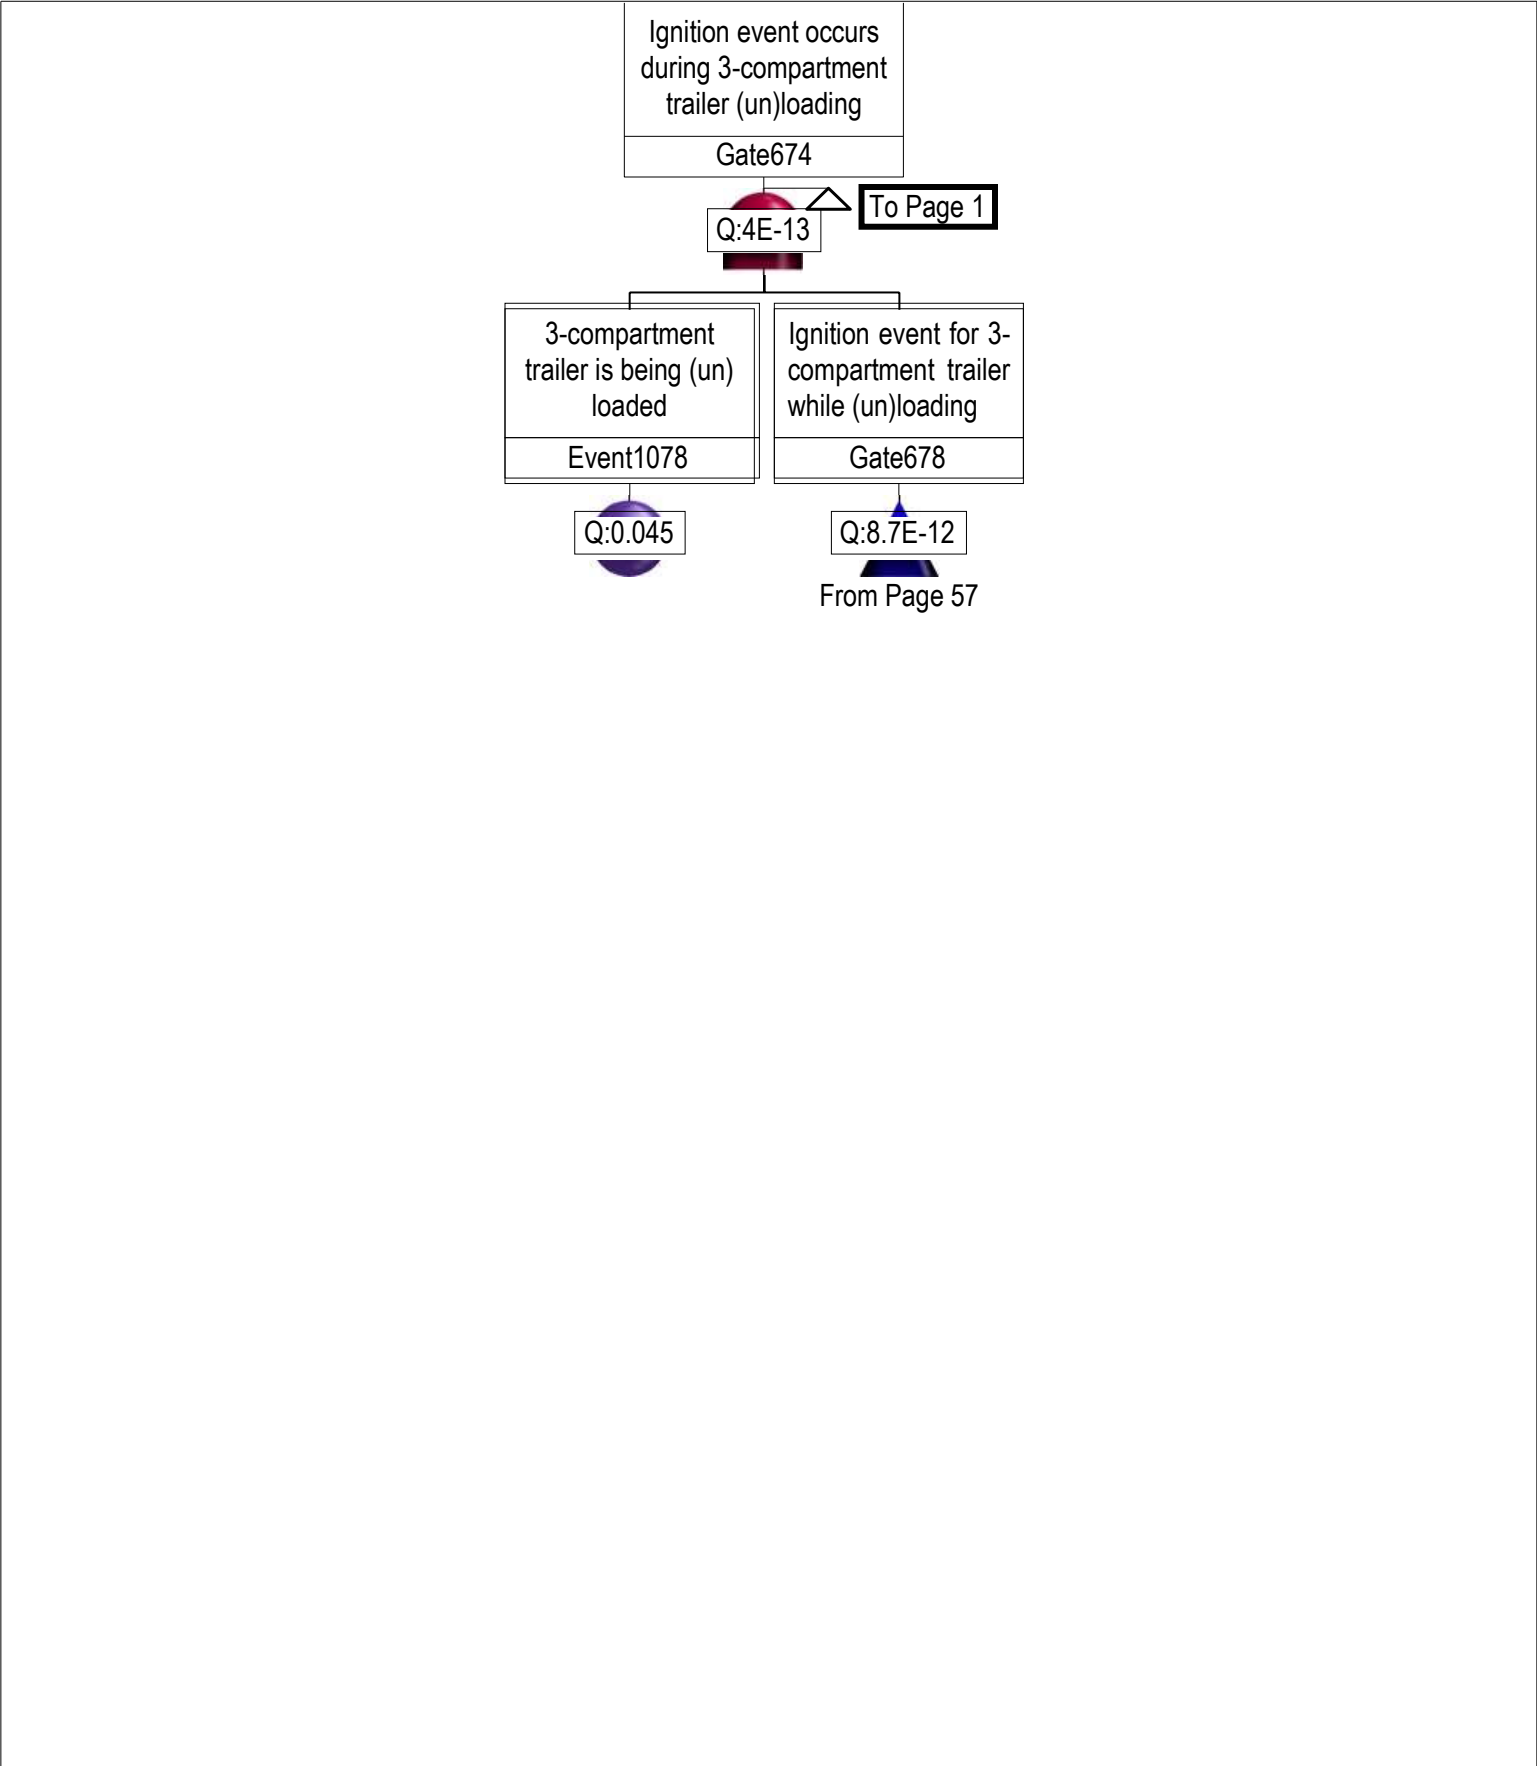 Ignition event occurs
during 3-compartment
trailer (un)loading
Gate674
To Page 1
Q:4E-13
3-compartment
trailer is being (un)
loaded
Event1078
Q:0.045
Ignition event for 3-
compartment trailer
while (un)loading
Gate678
Q:8.7E-12
From Page 57